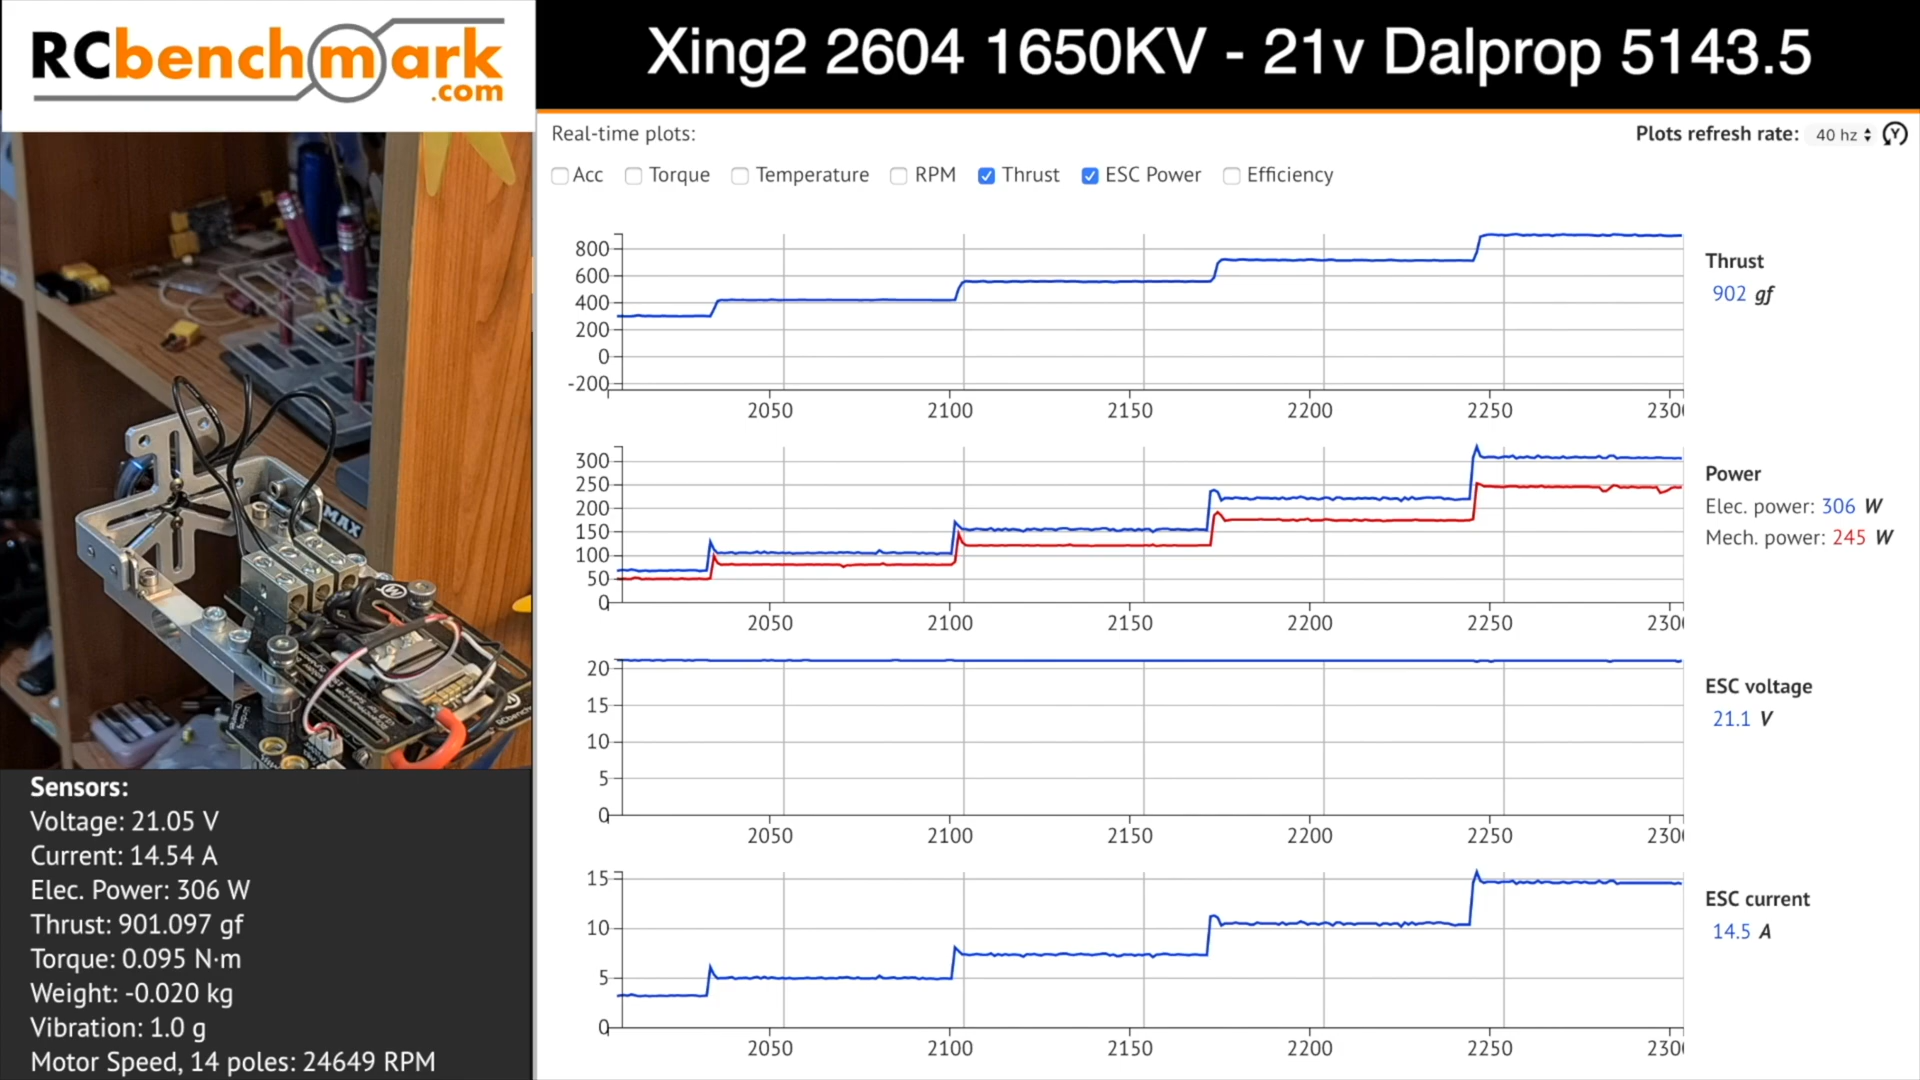 RCbenchmark
.com
Xing2 2604 1650KV - 21v Dalprop 5143.5
Real-time plots:
Plots refresh rate: 40 hz
Acc Torque Temperature RPM Thrust ESC Power Efficiency
800
600
400
200
0
-200
2050 2100 2150 2200 2250 230
Thrust
902 gf
300
250
200
150
100
50
0
2050 2100 2150 2200 2250 230
Power
Elec. power: 306 W
Mech. power: 245 W
20
15
10
5
0
2050 2100 2150 2200 2250 230
ESC voltage
21.1 V
15
10
5
0
2050 2100 2150 2200 2250 230
ESC current
14.5 A
MAX
Sensors:
Voltage: 21.05 V
Current: 14.54 A
Elec. Power: 306 W
Thrust: 901.097 gf
Torque: 0.095 N·m
Weight: -0.020 kg
Vibration: 1.0 g
Motor Speed, 14 poles: 24649 RPM